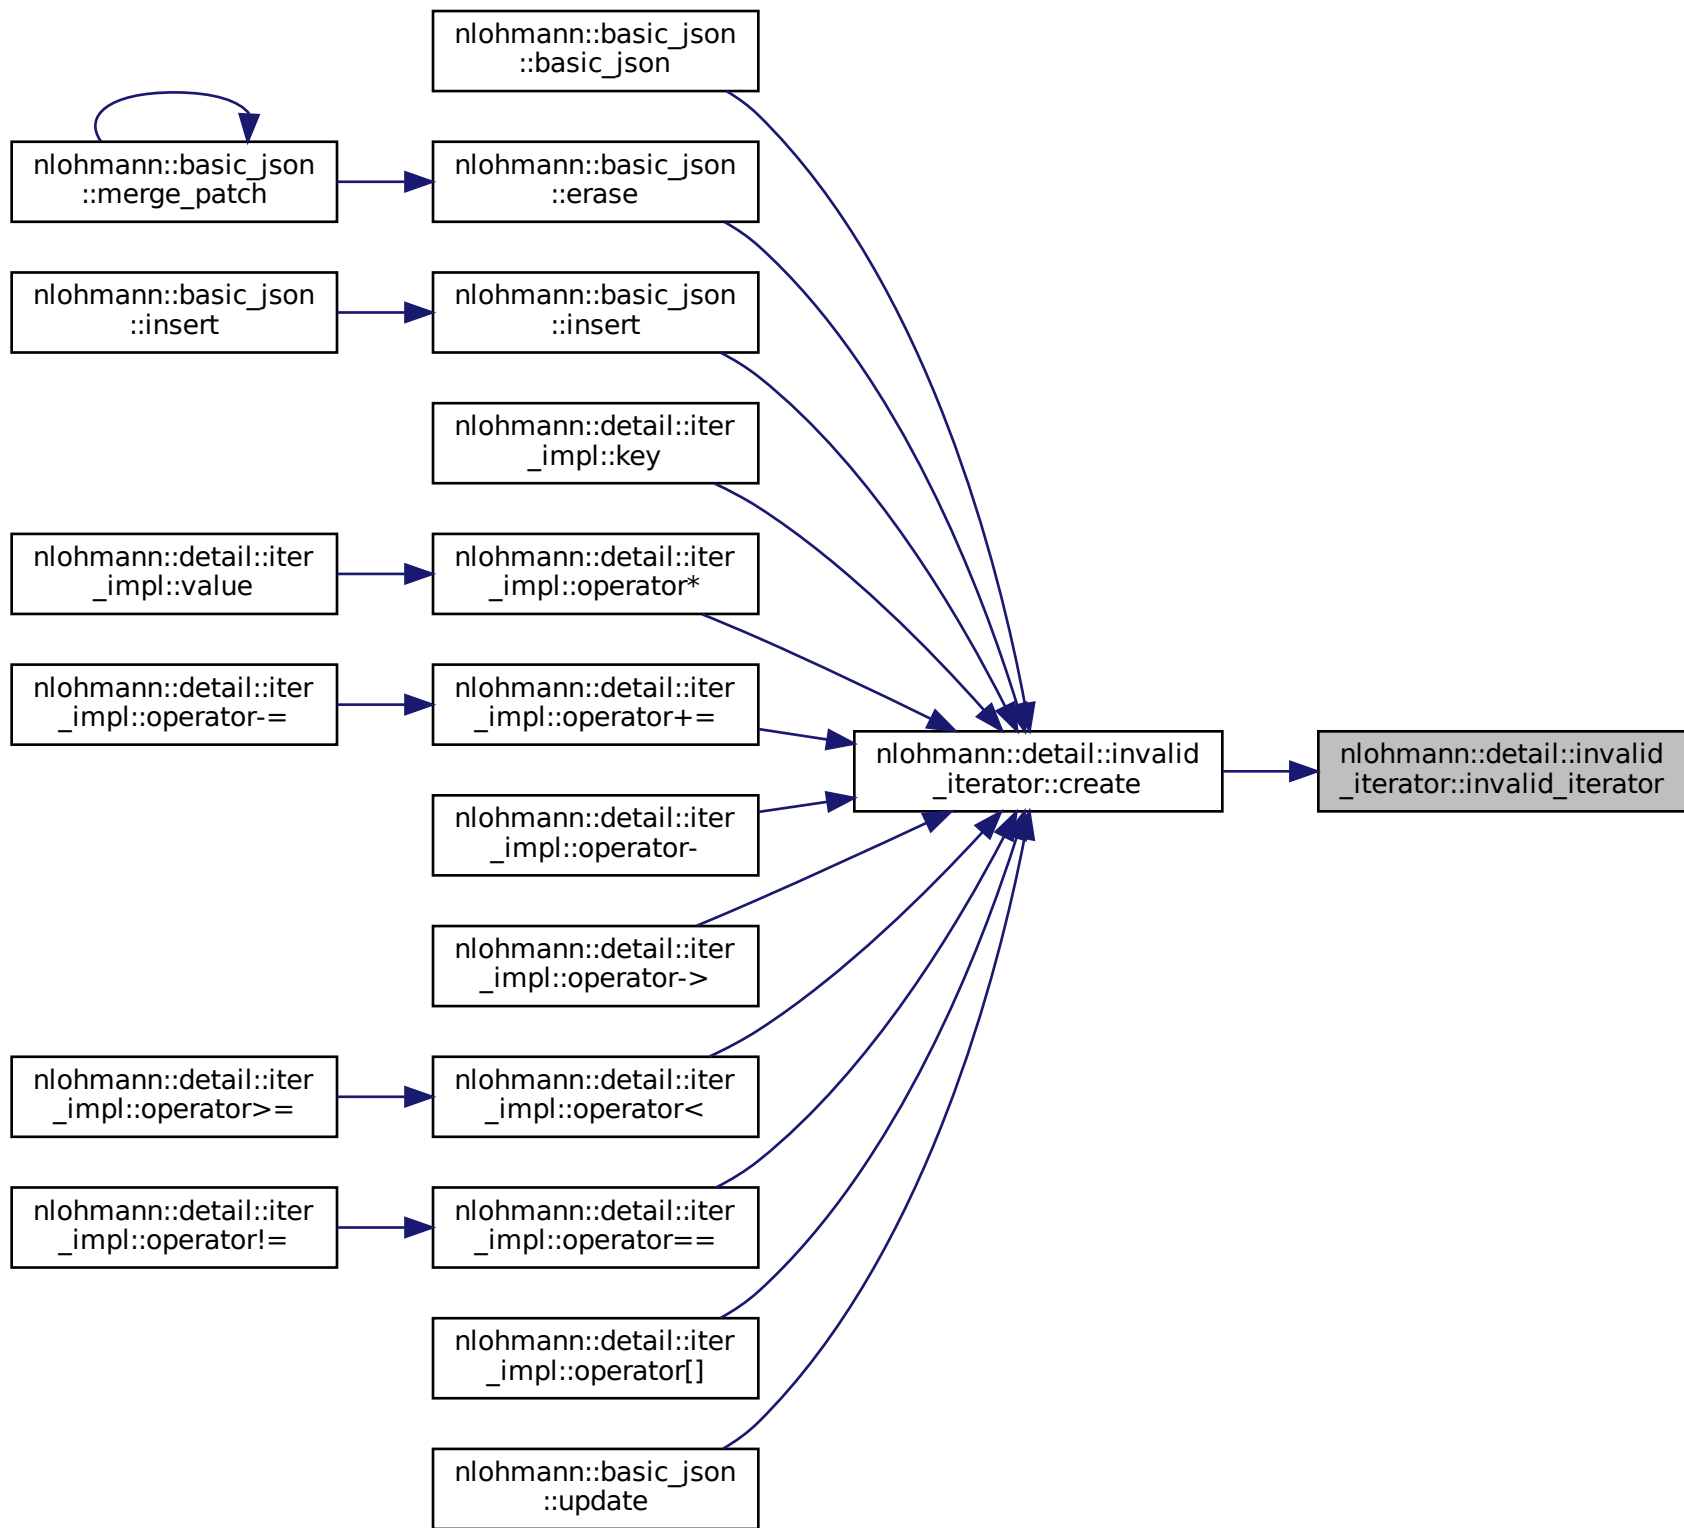 nlohmann::basic_json
::basic_json
nlohmann::basic_json
::merge_patch
nlohmann::basic_json
::erase
nlohmann::basic_json
::insert
nlohmann::basic_json
::insert
nlohmann::detail::iter
_impl::key
nlohmann::detail::iter
_impl::value
nlohmann::detail::iter
_impl::operator*
nlohmann::detail::iter
_impl::operator-=
nlohmann::detail::iter
_impl::operator+=
nlohmann::detail::invalid
_iterator::create
nlohmann::detail::invalid
_iterator::invalid_iterator
nlohmann::detail::iter
_impl::operator-
nlohmann::detail::iter
_impl::operator->
nlohmann::detail::iter
_impl::operator>=
nlohmann::detail::iter
_impl::operator<
nlohmann::detail::iter
_impl::operator!=
nlohmann::detail::iter
_impl::operator==
nlohmann::detail::iter
_impl::operator[]
nlohmann::basic_json
::update